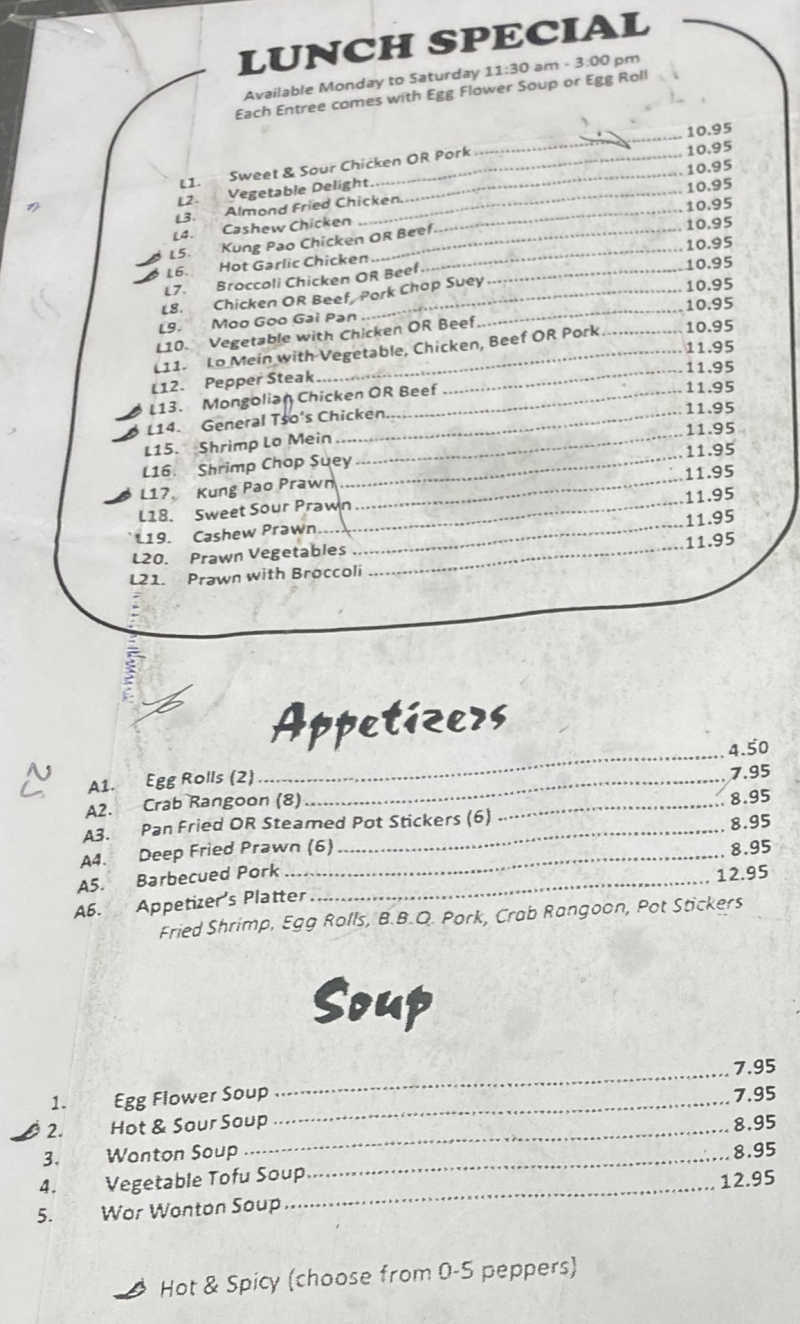 LUNCH SPECIAL
Available Monday to Saturday 11:30 am - 3:00 pm
Each Entree comes with Egg Flower Soup or Egg Roll
L1. Sweet & Sour Chicken OR Pork 10.95
L2. Vegetable Delight 10.95
L3. Almond Fried Chicken 10.95
L4. Cashew Chicken 10.95
L5. Kung Pao Chicken OR Beef 10.95
L6. Hot Garlic Chicken 10.95
L7. Broccoli Chicken OR Beef 10.95
L8. Chicken OR Beef, Pork Chop Suey 10.95
L9. Moo Goo Gai Pan 10.95
L10. Vegetable with Chicken OR Beef 10.95
L11. Lo Mein with Vegetable, Chicken, Beef OR Pork 10.95
L12. Pepper Steak 11.95
L13. Mongolian Chicken OR Beef 11.95
L14. General Tso's Chicken 11.95
L15. Shrimp Lo Mein 11.95
L16. Shrimp Chop Suey 11.95
L17. Kung Pao Prawn 11.95
L18. Sweet Sour Prawn 11.95
L19. Cashew Prawn 11.95
L20. Prawn Vegetables 11.95
L21. Prawn with Broccoli 11.95
Appetizers
A1. Egg Rolls (2) 4.50
A2. Crab Rangoon (8) 7.95
A3. Pan Fried OR Steamed Pot Stickers (6) 8.95
A4. Deep Fried Prawn (6) 8.95
A5. Barbecued Pork 8.95
A6. Appetizer's Platter 12.95
Fried Shrimp, Egg Rolls, B.B.Q. Pork, Crab Rangoon, Pot Stickers
Soup
1. Egg Flower Soup 7.95
2. Hot & Sour Soup 7.95
3. Wonton Soup 8.95
4. Vegetable Tofu Soup 8.95
5. Wor Wonton Soup 12.95
Hot & Spicy (choose from 0-5 peppers)